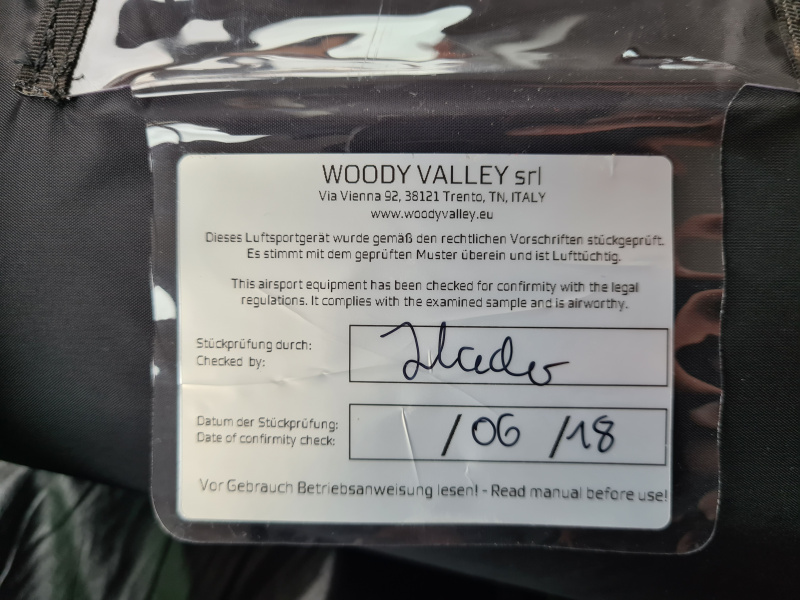 WOODY VALLEY srl
Via Vienna 92, 38121 Trento, TN, ITALY
www.woodyvalley.eu
Dieses Luftsportgerät wurde gemäß den rechtlichen Vorschriften stückgeprüft.
Es stimmt mit dem geprüften Muster überein und ist Lufttüchtig.
This airsport equipment has been checked for confirmity with the legal
regulations. It complies with the examined sample and is airworthy.
Stückprüfung durch:
Checked by:
Datum der Stückprüfung:
Date of confirmity check:
/06 /18
Vor Gebrauch Betriebsanweisung lesen! - Read manual before use!